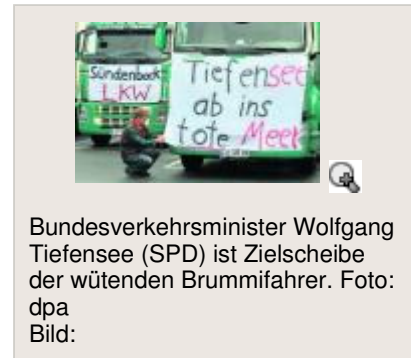 Sündenbock
LKW
Tiefensee
ab ins
tote Meer
Bundesverkehrsminister Wolfgang
Tiefensee (SPD) ist Zielscheibe
der wütenden Brummifahrer. Foto:
dpa
Bild: